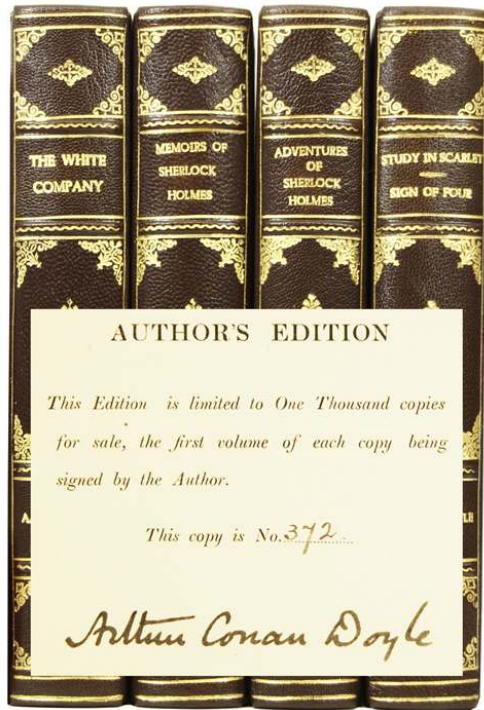 THE WHITE
COMPANY
MEMOIRS OF
SHERLOCK
HOLMES
ADVENTURES
OF
SHERLOCK
HOLMES
STUDY IN SCARLET
SIGN OF FOUR
AUTHOR'S EDITION
This Edition is limited to One Thousand copies
for sale, the first volume of each copy being
signed by the Author.
This copy is No. 372
Arthur Conan Doyle